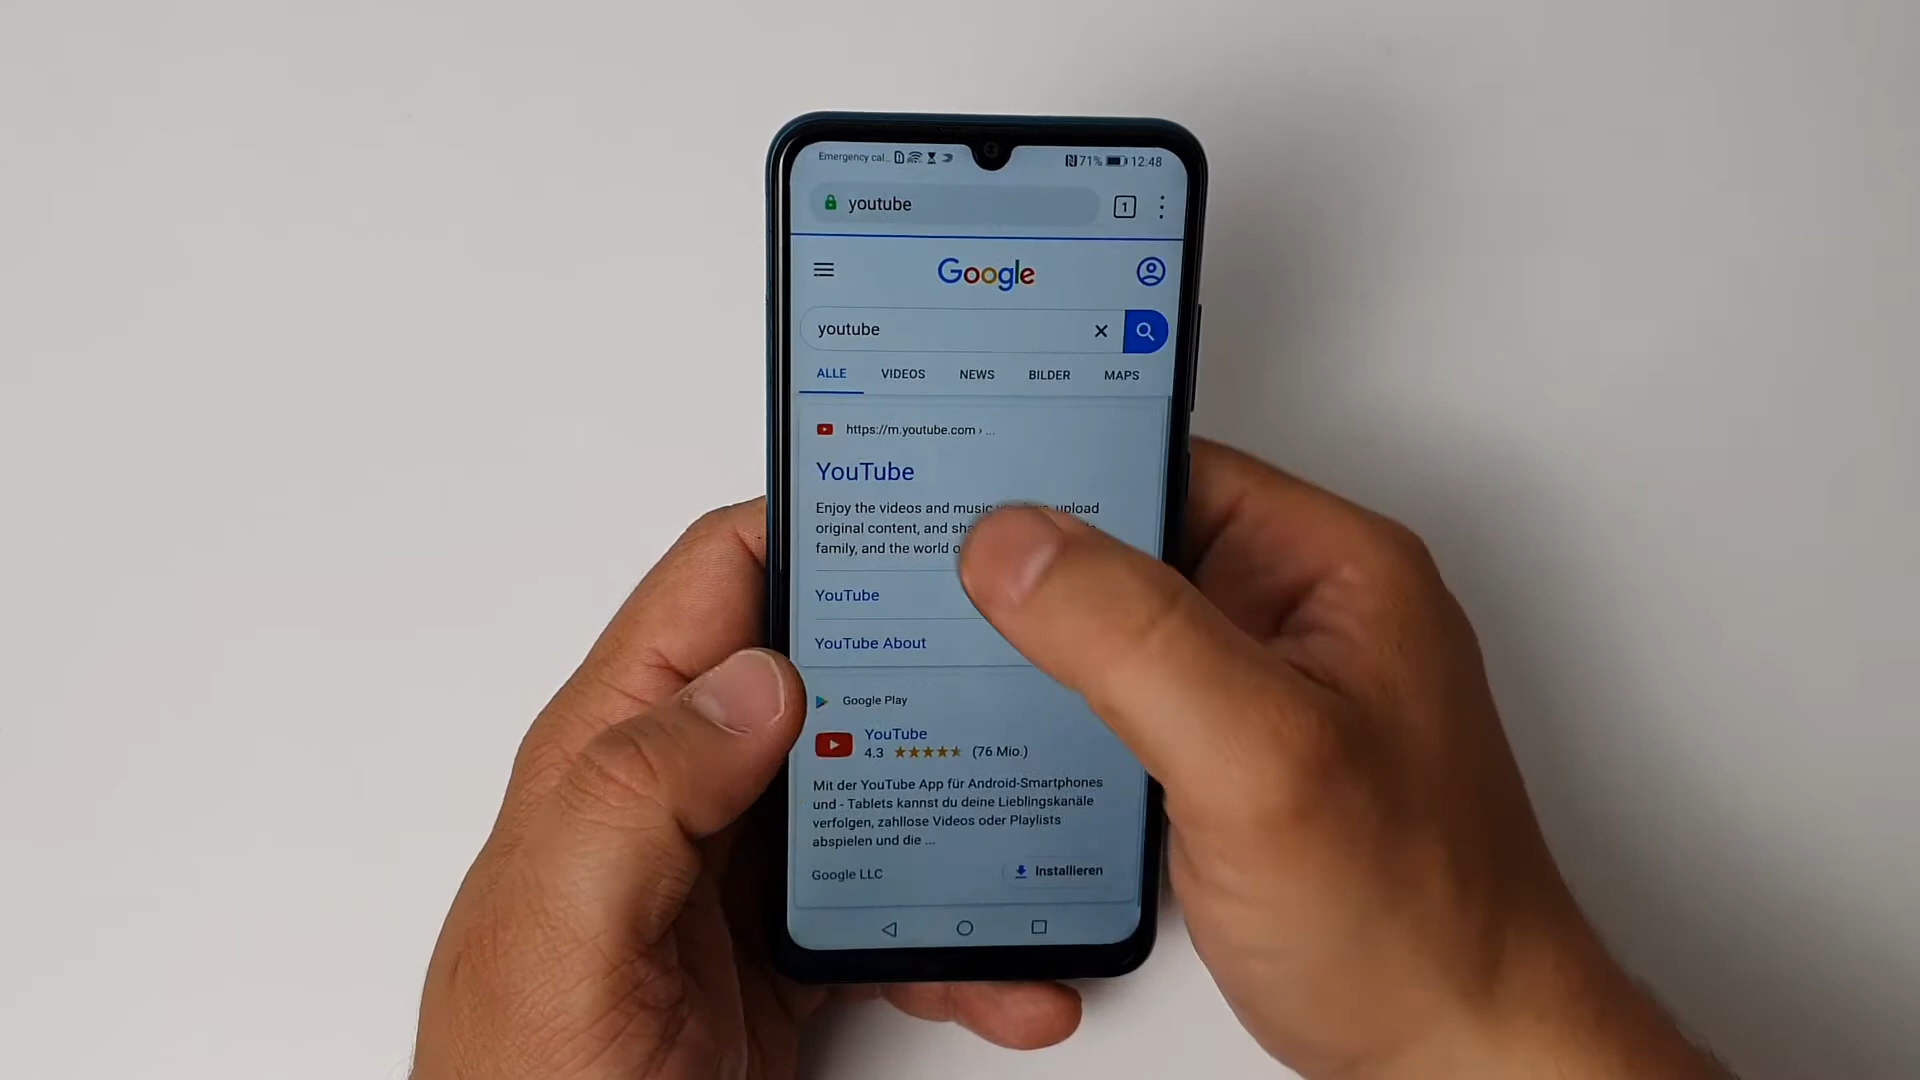 Emergency cal... 71% 12:48
youtube 1
Google
youtube
ALLE VIDEOS NEWS BILDER MAPS
https://m.youtube.com › ...
YouTube
Enjoy the videos and music upload
original content, and
family, and the world
YouTube
YouTube About
Google Play
YouTube
4.3 (76 Mio.)
Mit der YouTube App für Android-Smartphones
und - Tablets kannst du deine Lieblingskanäle
verfolgen, zahllose Videos oder Playlists
abspielen und die ...
Google LLC Installieren